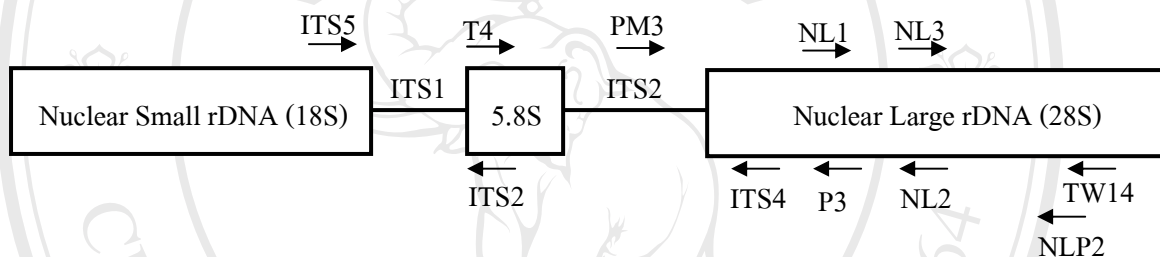 ITS5 T4 PM3 NL1 NL3
ITS1 ITS2
Nuclear Small rDNA (18S) 5.8S Nuclear Large rDNA (28S)
ITS2 ITS4 P3 NL2 TW14
NLP2